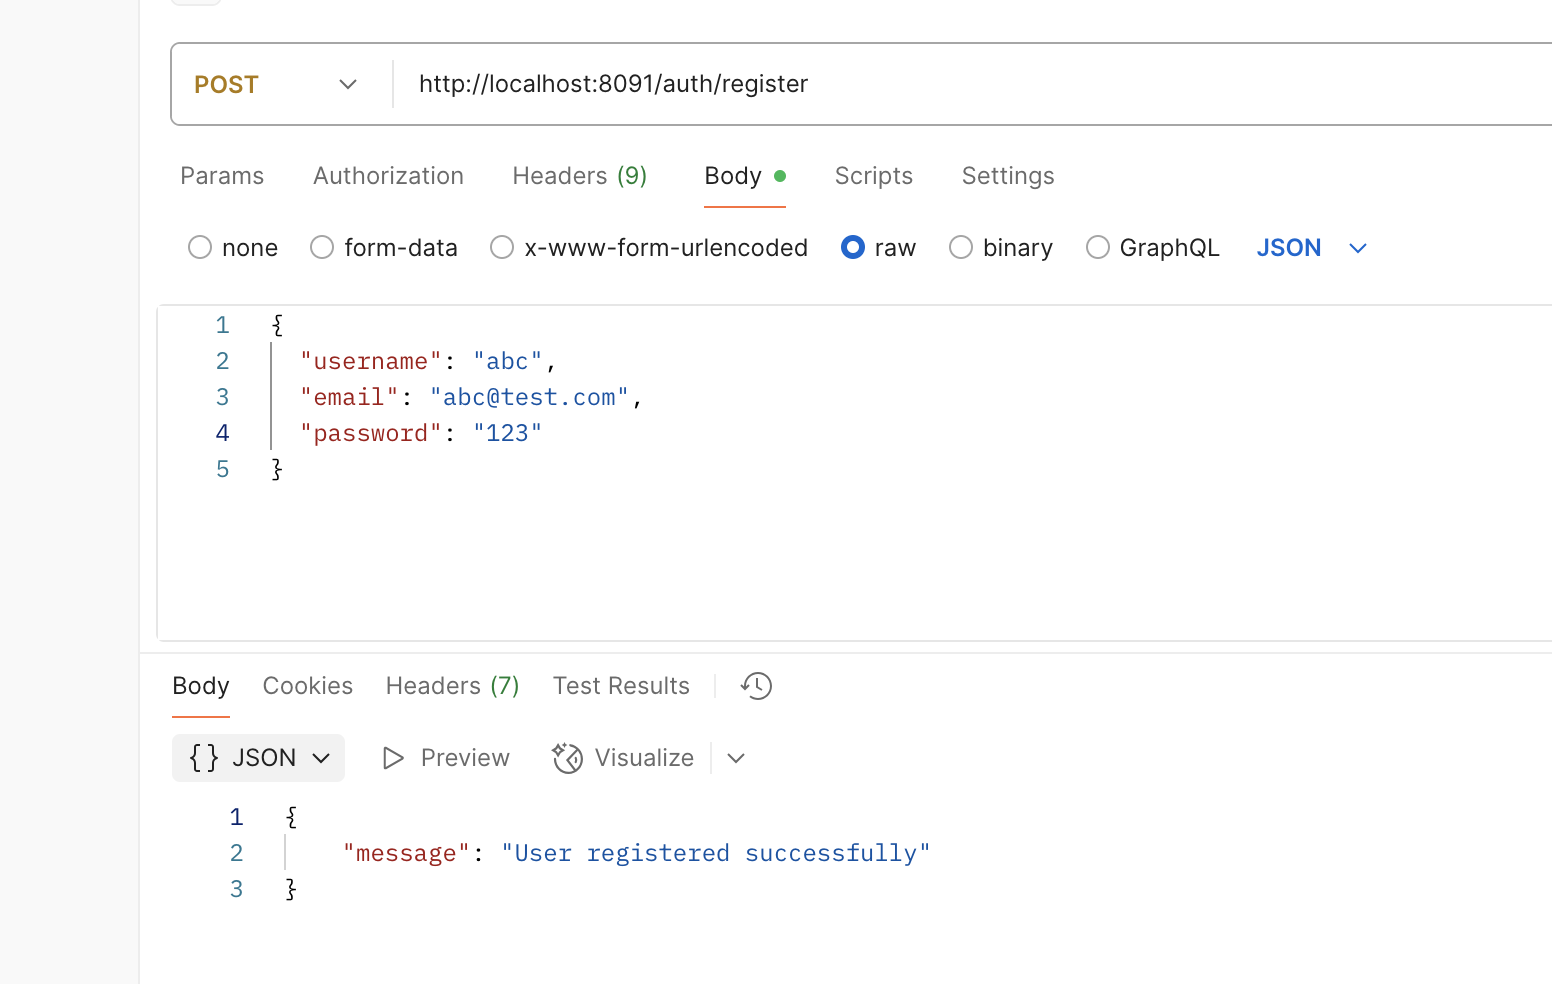 POST http://localhost:8091/auth/register
Params Authorization Headers (9) Body Scripts Settings
none form-data x-www-form-urlencoded raw binary GraphQL JSON
1 {
2 "username": "abc",
3 "email": "abc@test.com",
4 "password": "123"
5 }
Body Cookies Headers (7) Test Results
{} JSON Preview Visualize
1 {
2 "message": "User registered successfully"
3 }